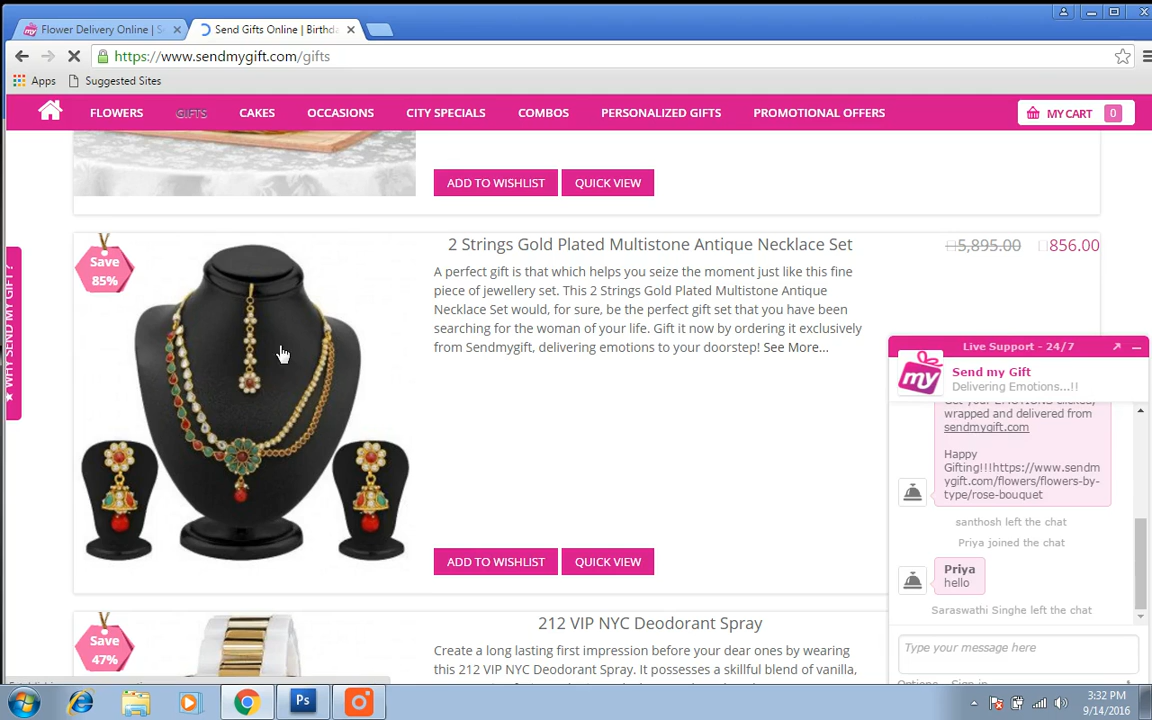 Flower Delivery Online | S
Send Gifts Online | Birthda
https://www.sendmygift.com/gifts
Apps
Suggested Sites
FLOWERS
GIFTS
CAKES
OCCASIONS
CITY SPECIALS
COMBOS
PERSONALIZED GIFTS
PROMOTIONAL OFFERS
MY CART 0
ADD TO WISHLIST
QUICK VIEW
★ WHY SEND MY GIFT ?
Save
85%
2 Strings Gold Plated Multistone Antique Necklace Set
5,895.00
856.00
A perfect gift is that which helps you seize the moment just like this fine
piece of jewellery set. This 2 Strings Gold Plated Multistone Antique
Necklace Set would, for sure, be the perfect gift set that you have been
searching for the woman of your life. Gift it now by ordering it exclusively
from Sendmygift, delivering emotions to your doorstep! See More...
ADD TO WISHLIST
QUICK VIEW
Save
47%
212 VIP NYC Deodorant Spray
Create a long lasting first impression before your dear ones by wearing
this 212 VIP NYC Deodorant Spray. It possesses a skillful blend of vanilla,
Live Support - 24/7
my
Send my Gift
Delivering Emotions...!!
wrapped and delivered from
sendmygift.com
Happy
Gifting!!!https://www.sendm
ygift.com/flowers/flowers-by-
type/rose-bouquet
santhosh left the chat
Priya joined the chat
Priya
hello
Saraswathi Singhe left the chat
Type your message here
Options
Sign in
Ps
3:32 PM
9/14/2016